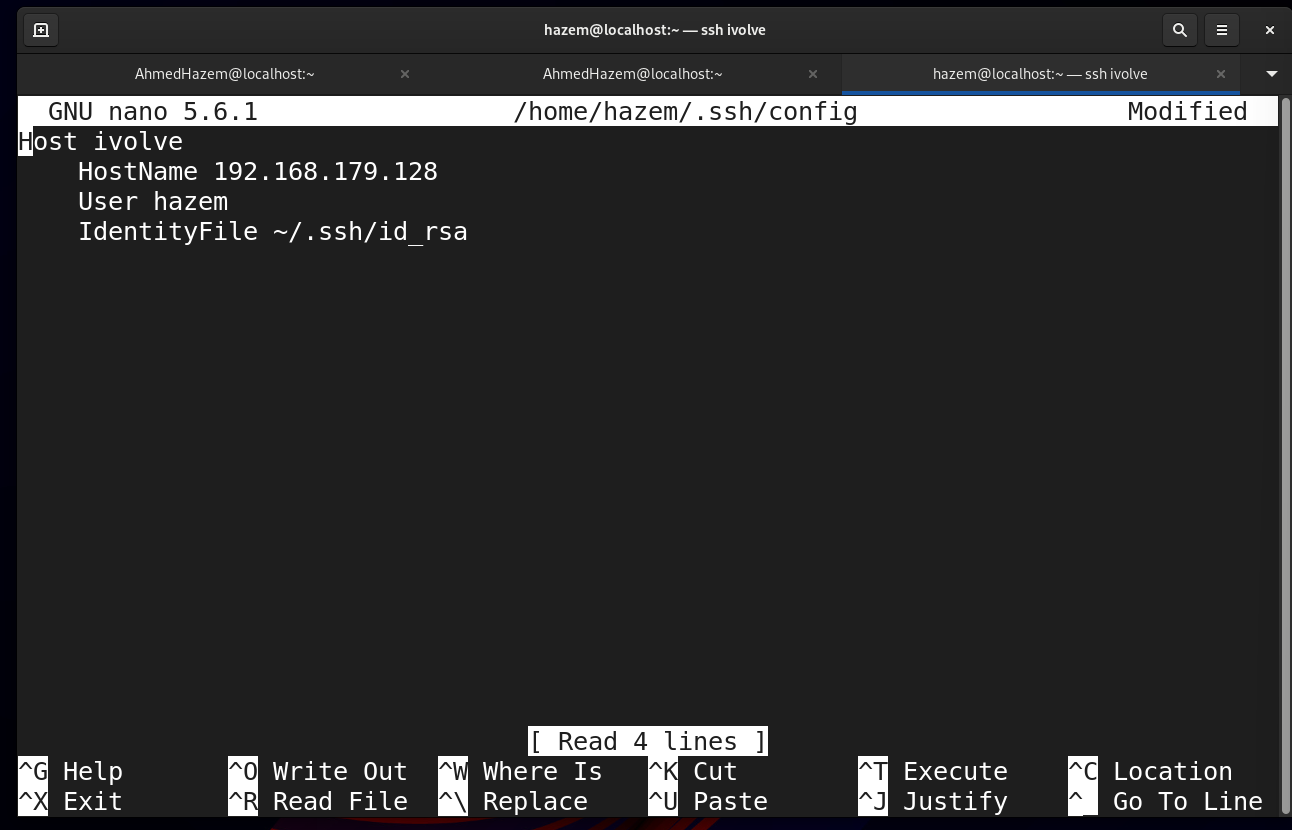 hazem@localhost:~ — ssh ivolve
AhmedHazem@localhost:~ AhmedHazem@localhost:~ hazem@localhost:~ — ssh ivolve
GNU nano 5.6.1 /home/hazem/.ssh/config Modified
Host ivolve
    HostName 192.168.179.128
    User hazem
    IdentityFile ~/.ssh/id_rsa
[ Read 4 lines ]
^G Help ^O Write Out ^W Where Is ^K Cut ^T Execute ^C Location
^X Exit ^R Read File ^\ Replace ^U Paste ^J Justify ^_ Go To Line